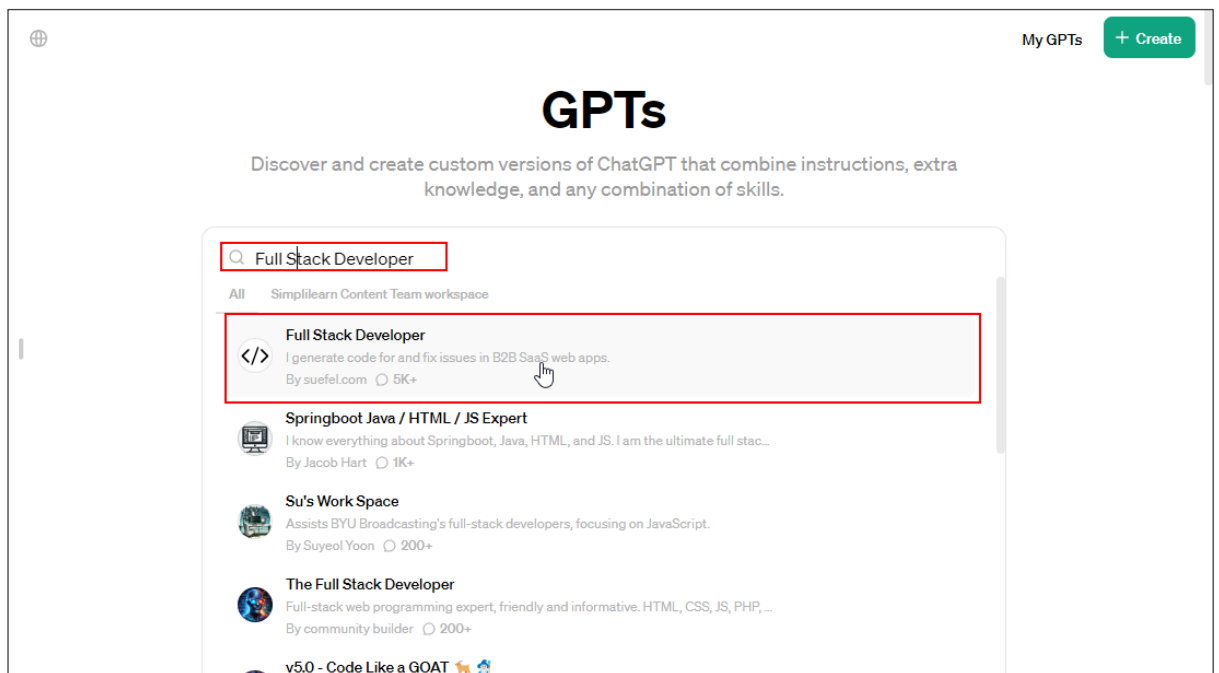 My GPTs
+ Create
GPTs
Discover and create custom versions of ChatGPT that combine instructions, extra
knowledge, and any combination of skills.
Full Stack Developer
All Simplilearn Content Team workspace
</>
Full Stack Developer
I generate code for and fix issues in B2B SaaS web apps.
By suefel.com 5K+
Springboot Java / HTML / JS Expert
I know everything about Springboot, Java, HTML, and JS. I am the ultimate full stac...
By Jacob Hart 1K+
Su's Work Space
Assists BYU Broadcasting's full-stack developers, focusing on JavaScript.
By Suyeol Yoon 200+
The Full Stack Developer
Full-stack web programming expert, friendly and informative. HTML, CSS, JS, PHP, ...
By community builder 200+
v5.0 - Code Like a GOAT